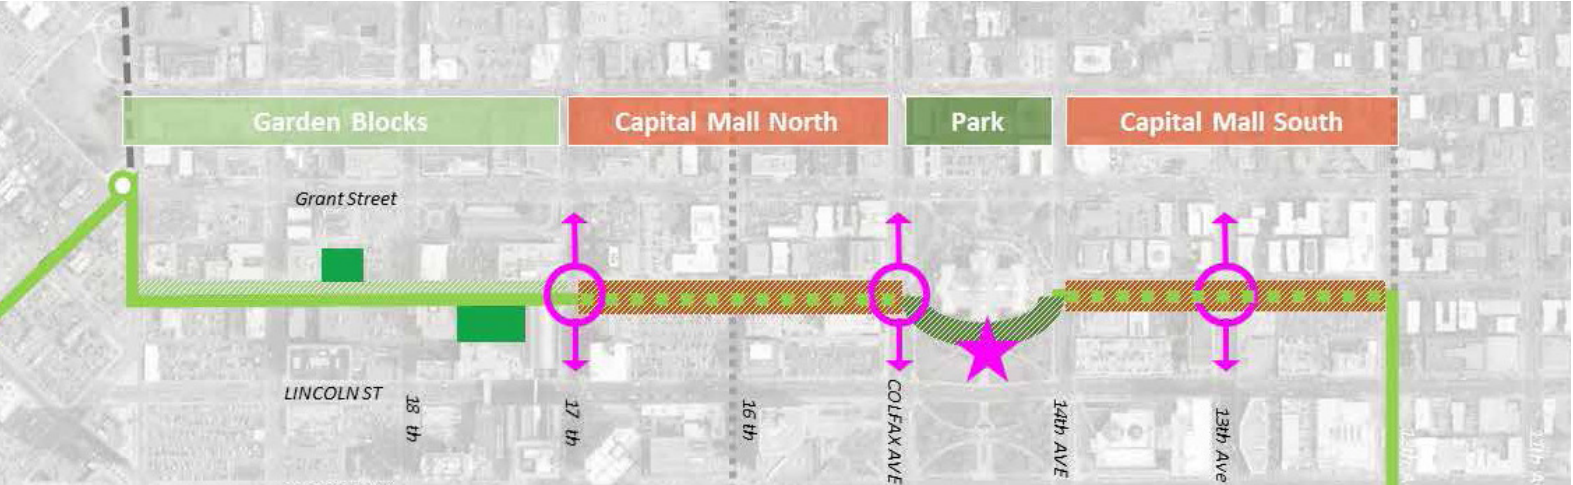 Garden Blocks
Capital Mall North
Park
Capital Mall South
Grant Street
LINCOLN ST
18 th
17 th
16 th
COLFAX AVE
14th AVE
13th Ave